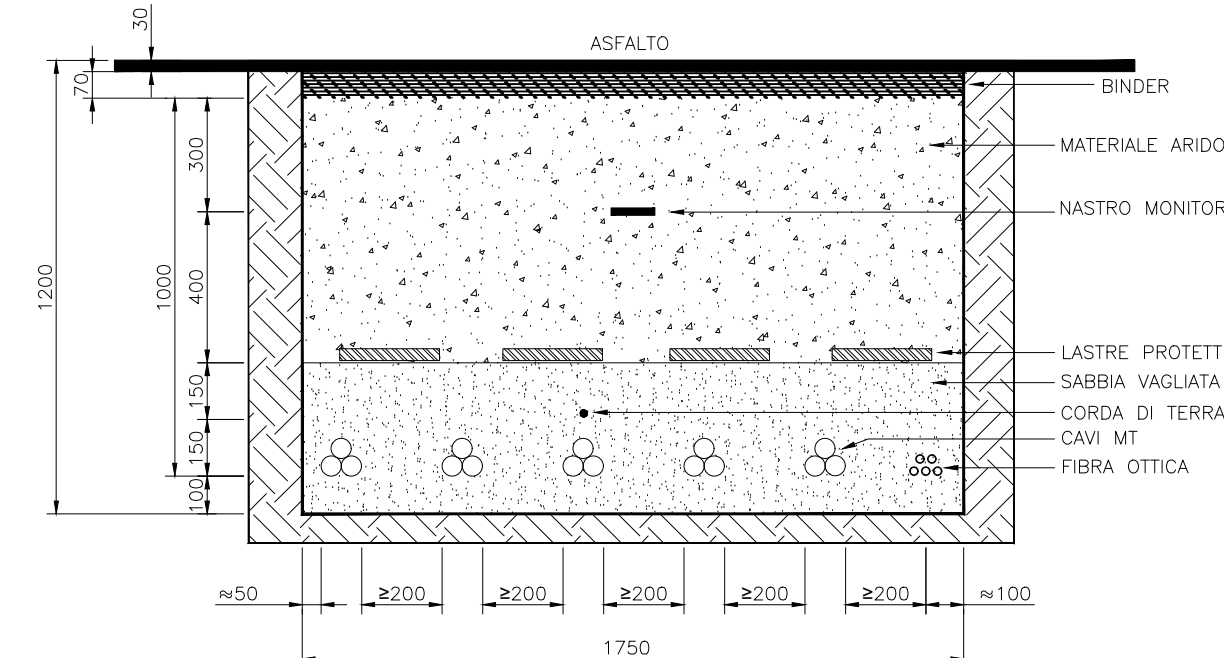 30
ASFALTO
70
BINDER
MATERIALE ARIDO
300
NASTRO MONITOR
1200
1000
400
LASTRE PROTETT
SABBIA VAGLIATA
150
CORDA DI TERRA
CAVI MT
150
FIBRA OTTICA
100
≈50
≥200
≥200
≥200
≥200
≥200
≈100
1750